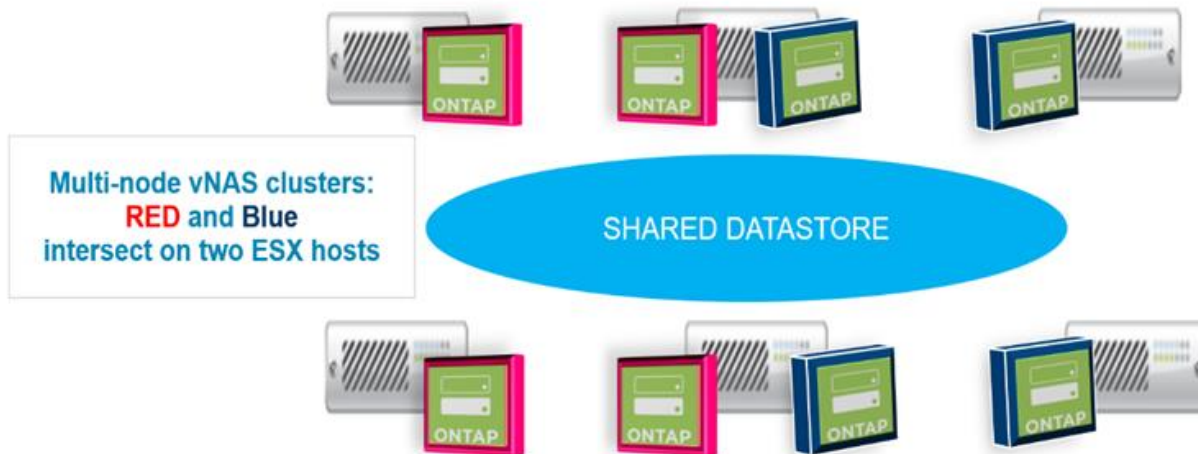 ONTAP
ONTAP
ONTAP
ONTAP
Multi-node vNAS clusters:
RED and Blue
intersect on two ESX hosts
SHARED DATASTORE
ONTAP
ONTAP
ONTAP
ONTAP